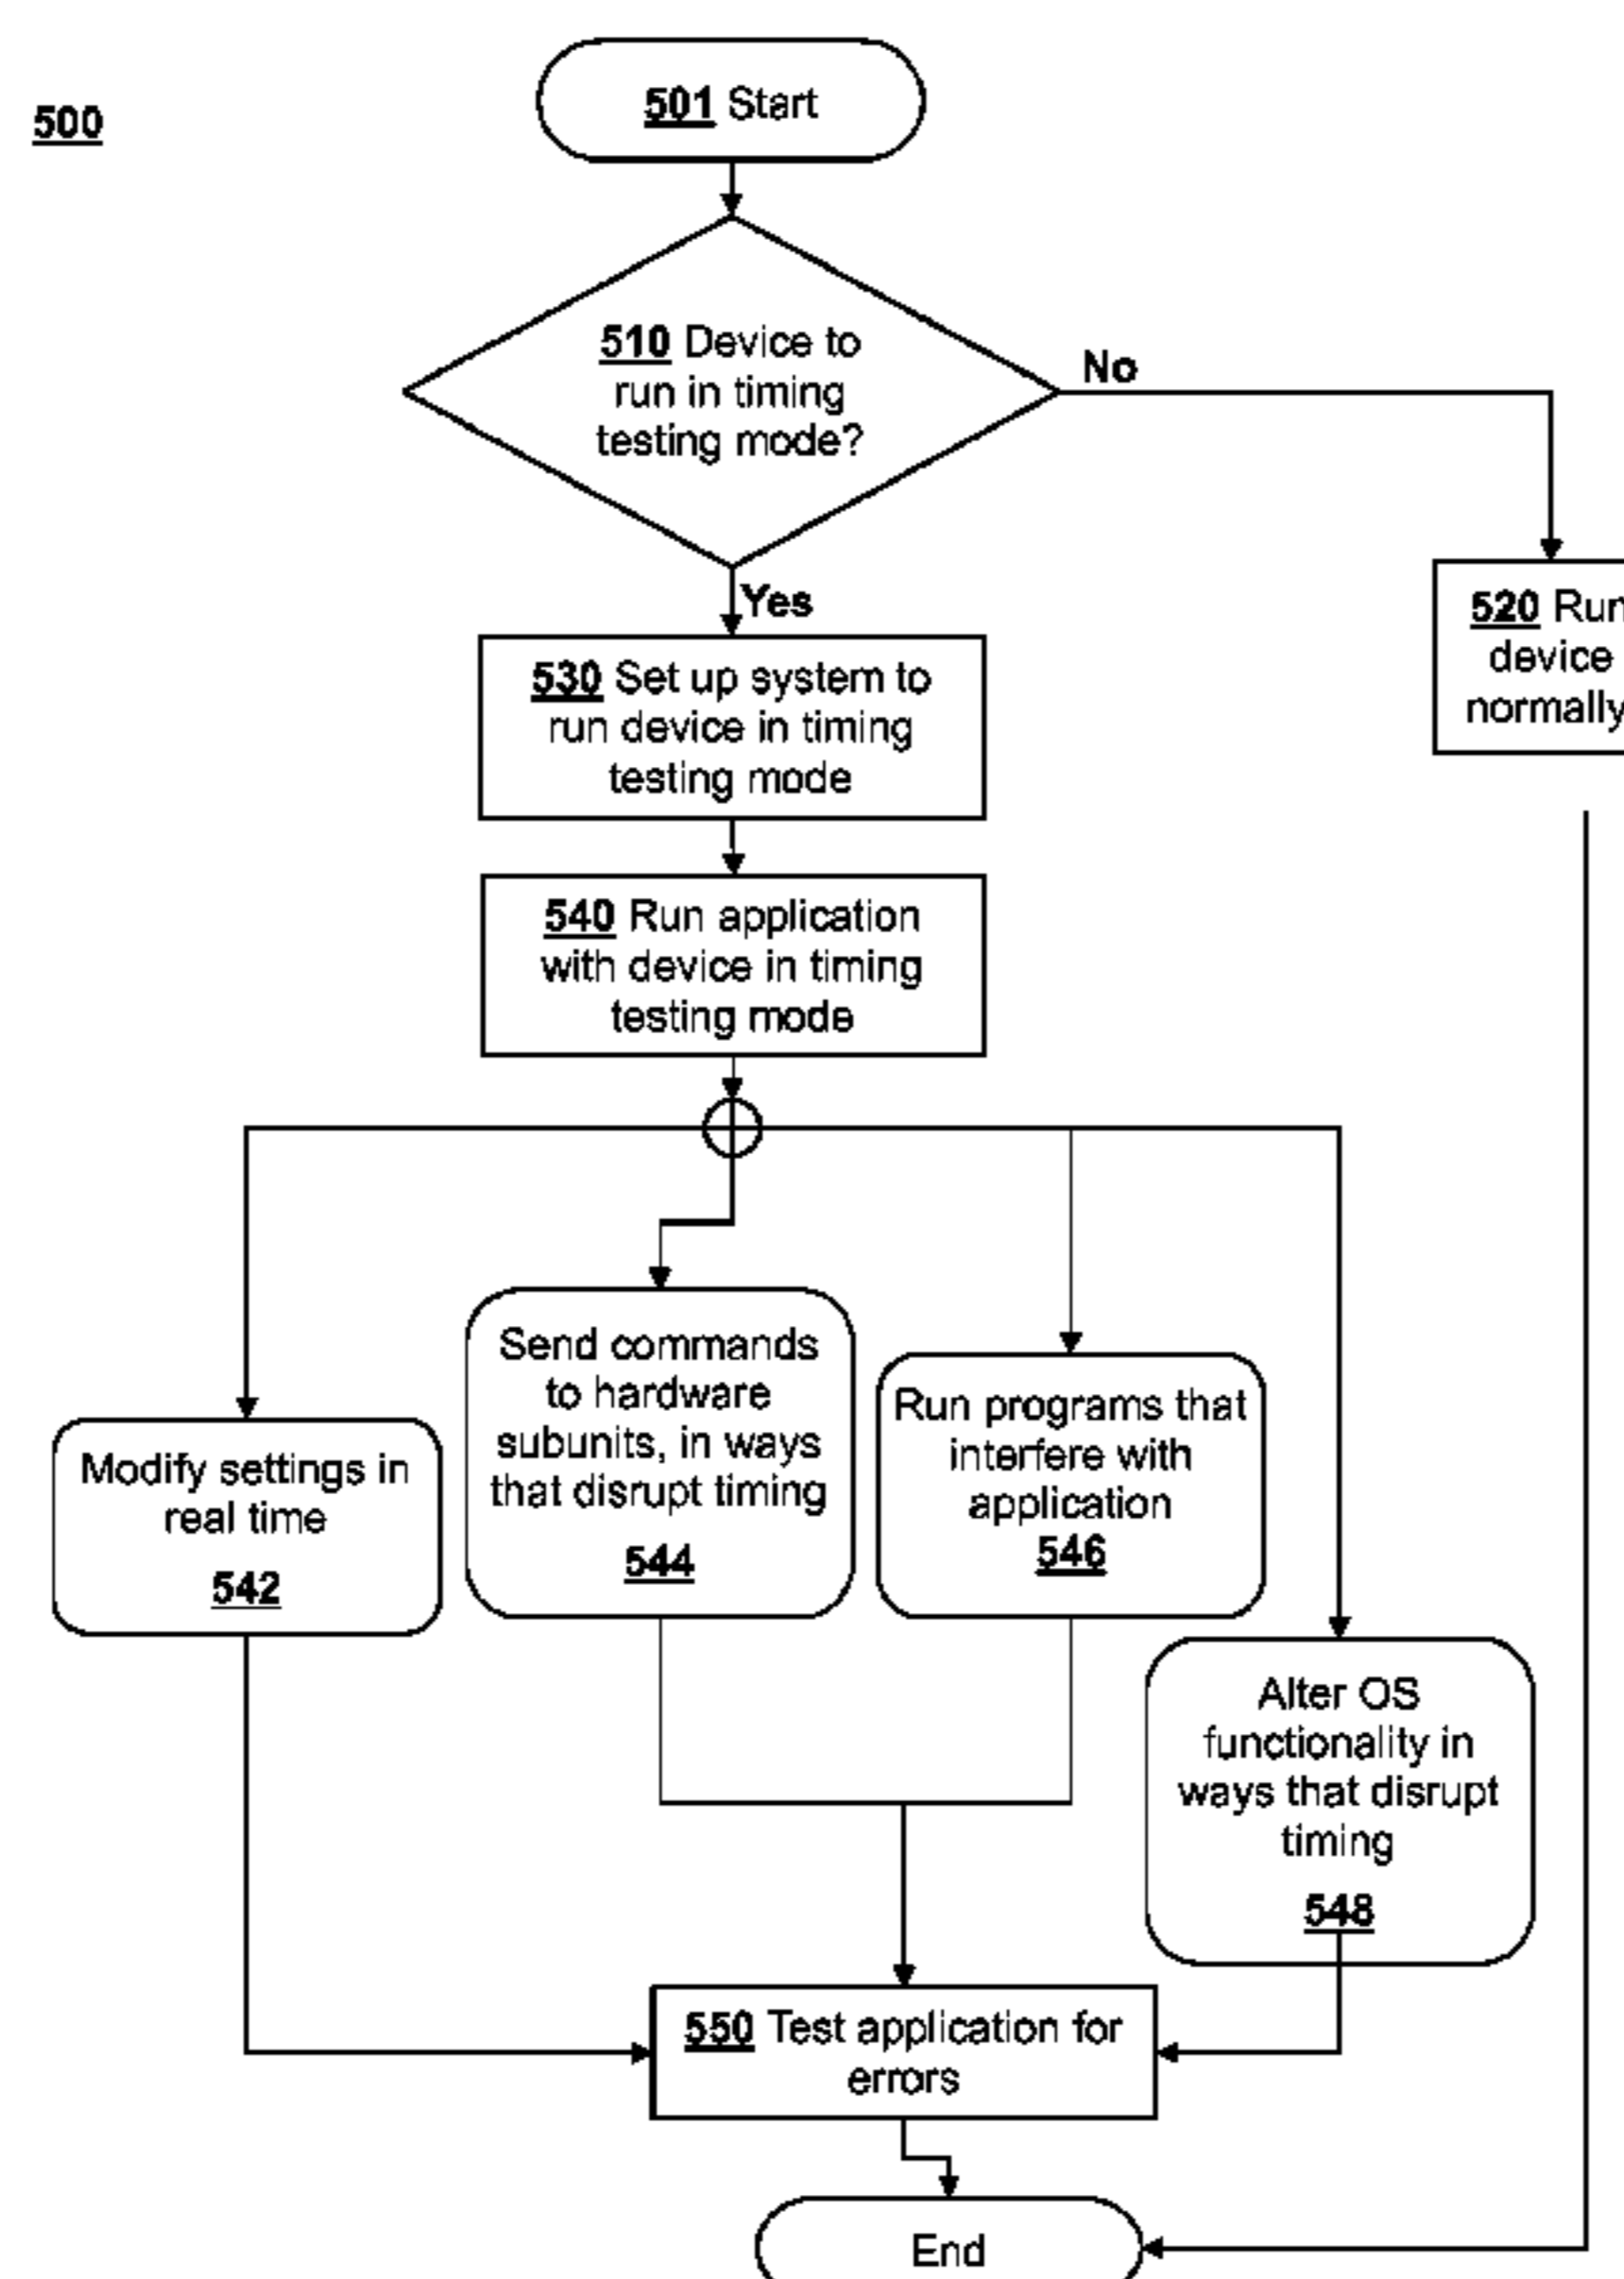 500
501 Start
510 Device to
run in timing
testing mode?
No
Yes
520 Run
device
normally
530 Set up system to
run device in timing
testing mode
540 Run application
with device in timing
testing mode
Send commands
to hardware
subunits, in ways
that disrupt timing
544
Run programs that
interfere with
application
546
Modify settings in
real time
542
Alter OS
functionality in
ways that disrupt
timing
548
550 Test application for
errors
End